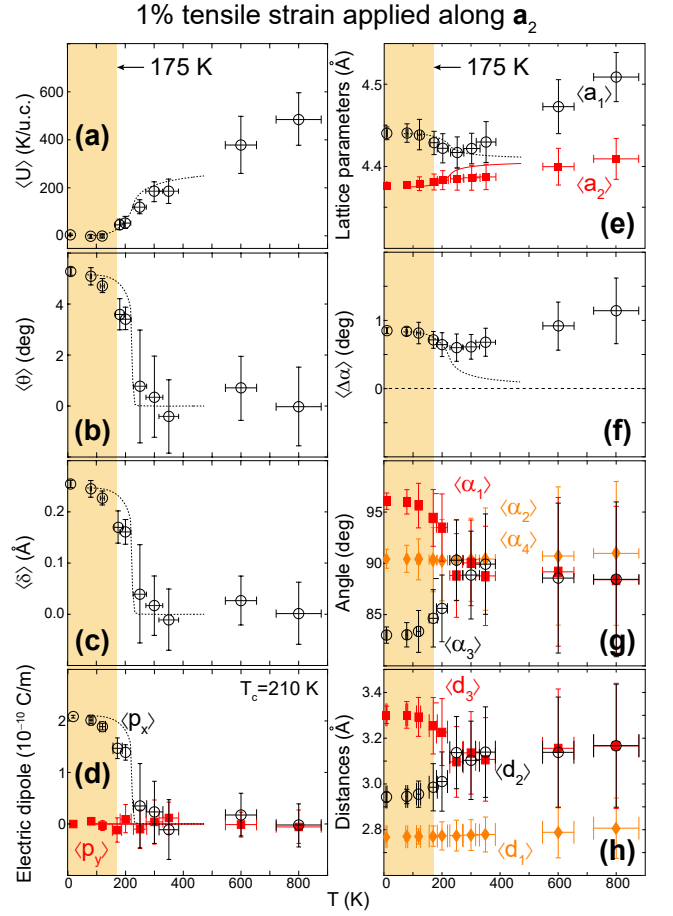 1% tensile strain applied along a₂
175 K
(a)
⟨U⟩ (K/u.c.)
600
400
200
0
175 K
⟨a₁⟩
⟨a₂⟩
(e)
Lattice parameters (Å)
4.5
4.4
(b)
⟨θ⟩ (deg)
4
2
0
(f)
⟨Δα⟩ (deg)
1
0
(c)
⟨δ⟩ (Å)
0.2
0.1
0.0
⟨α₁⟩
⟨α₂⟩
⟨α₄⟩
⟨α₃⟩
(g)
Angle (deg)
95
90
85
T_c=210 K
⟨pₓ⟩
(d)
⟨p_y⟩
Electric dipole (10⁻¹⁰ C/m)
2
1
0
⟨d₃⟩
⟨d₂⟩
⟨d₁⟩
(h)
Distances (Å)
3.4
3.2
3.0
2.8
0 200 400 600 800
0 200 400 600 800
T (K)